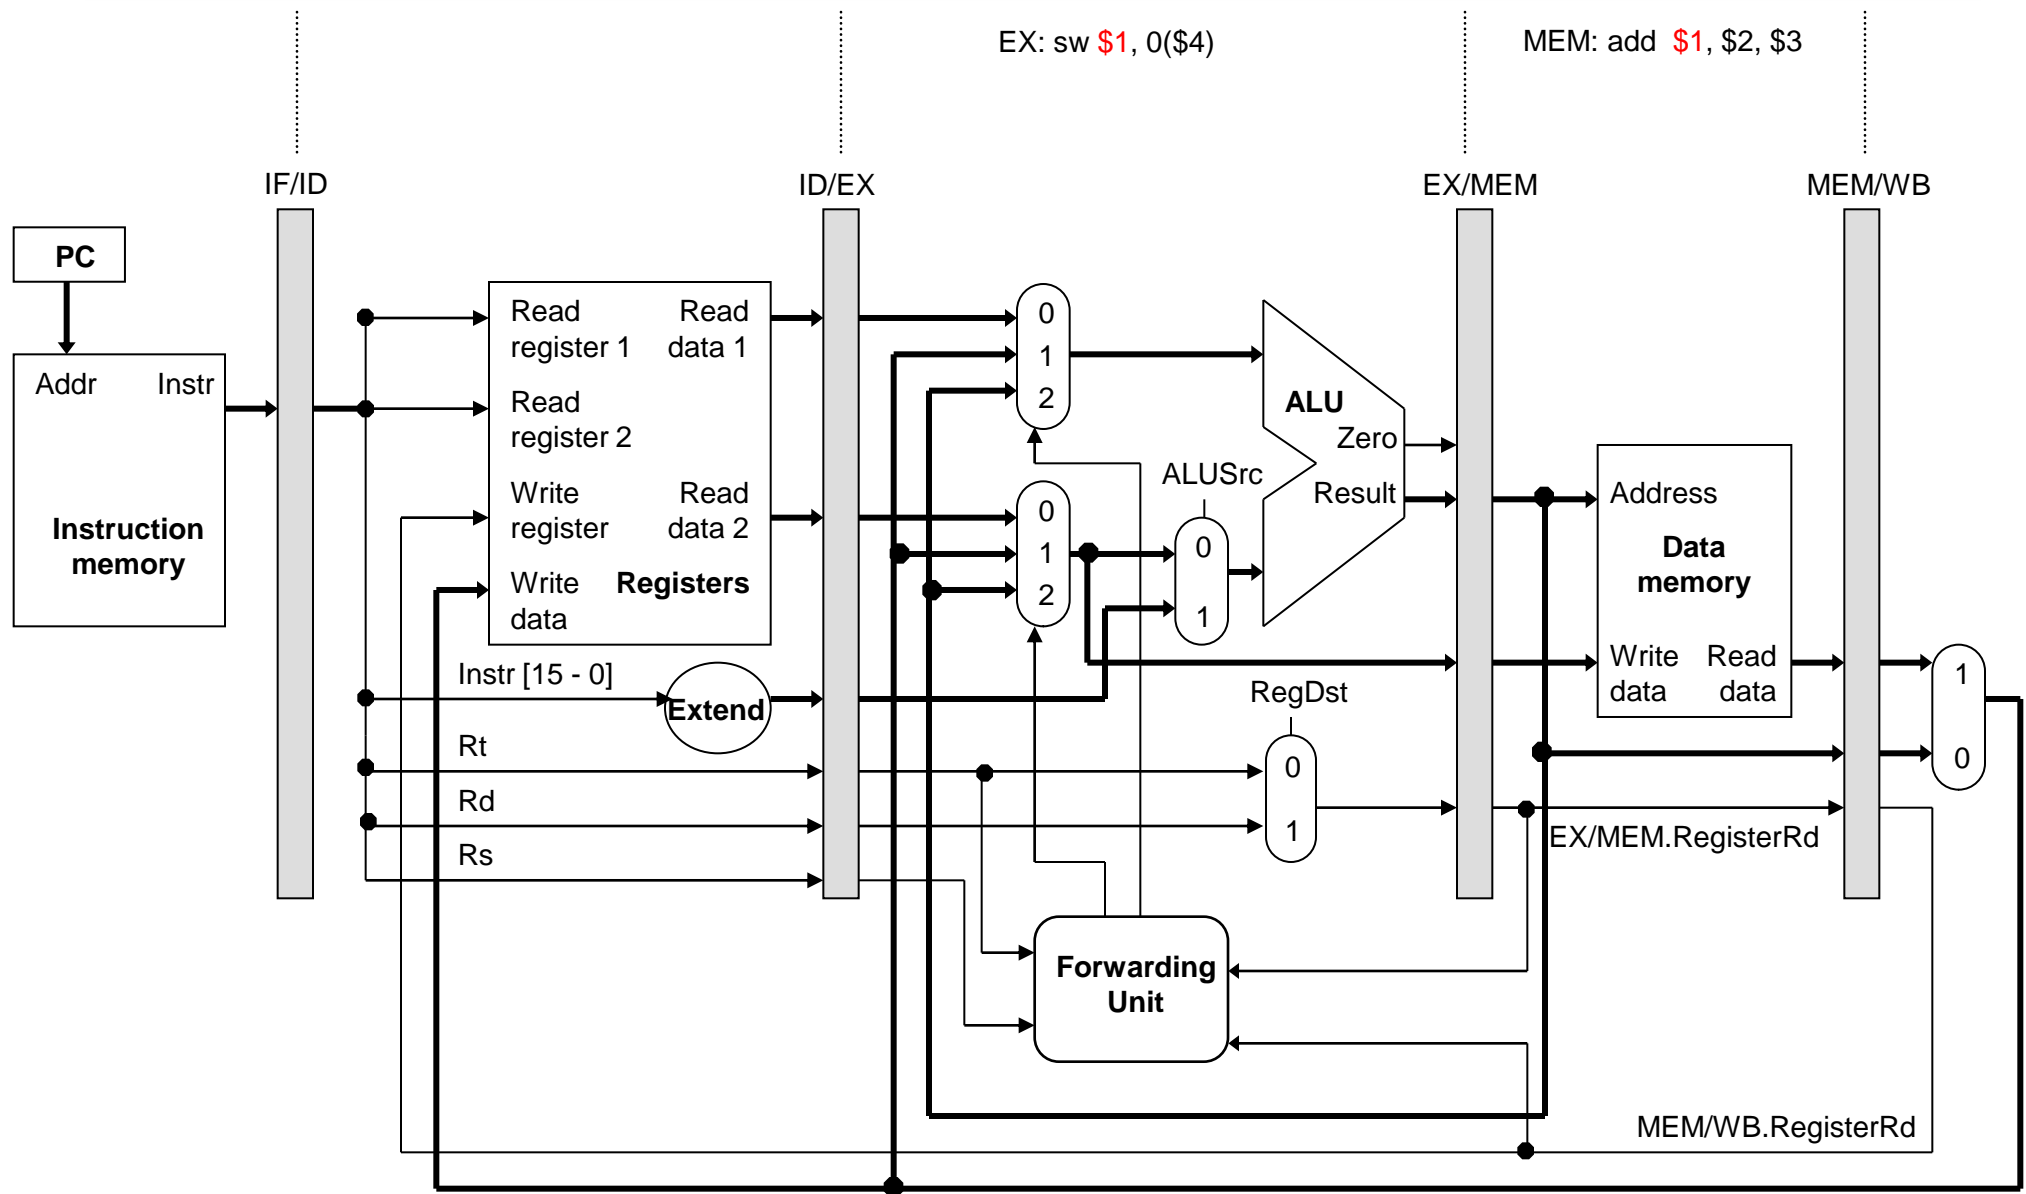 EX: sw $1, 0($4)
MEM: add $1, $2, $3
IF/ID
ID/EX
EX/MEM
MEM/WB
PC
Addr
Instr
Instruction
memory
Read
register 1
Read
data 1
Read
register 2
Write
register
Read
data 2
Write
data
Registers
Instr [15 - 0]
Extend
Rt
Rd
Rs
0
1
2
0
1
2
ALUSrc
0
1
ALU
Zero
Result
RegDst
0
1
Forwarding
Unit
Address
Data
memory
Write
data
Read
data
1
0
EX/MEM.RegisterRd
MEM/WB.RegisterRd